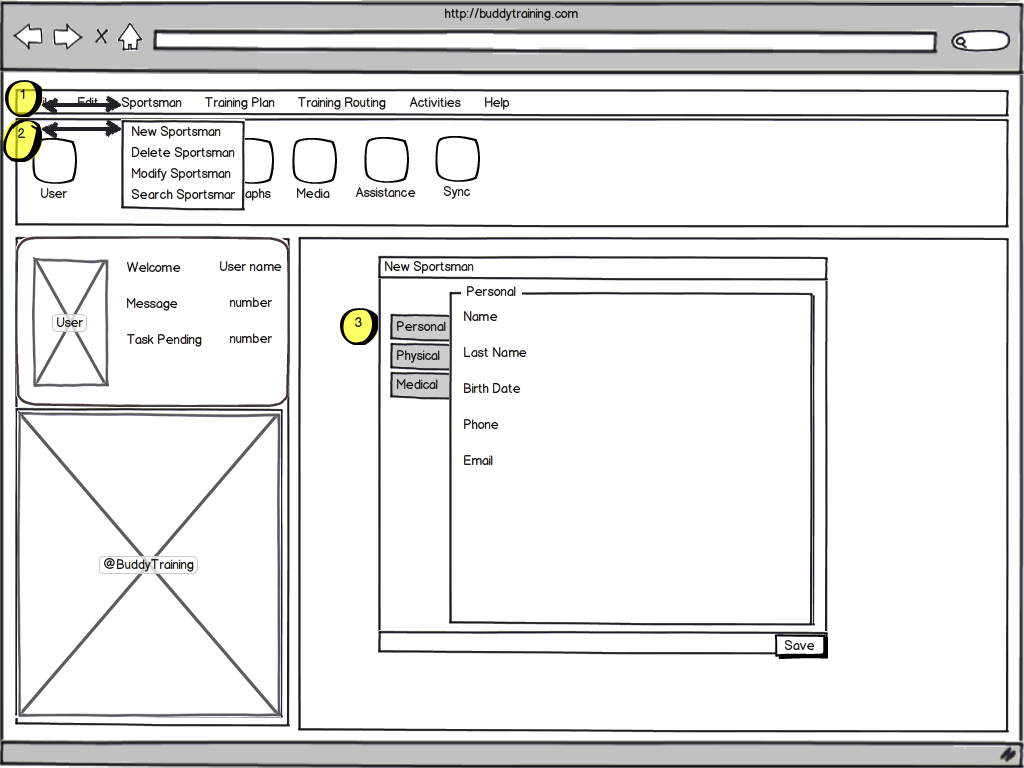 http://buddytraining.com
1
Edit Sportsman Training Plan Training Routing Activities Help
2
New Sportsman
Delete Sportsman
Modify Sportsman
Search Sportsmar
User Media Assistance Sync
Welcome User name
Message number
User
Task Pending number
@BuddyTraining
New Sportsman
Personal
3
Personal
Physical
Medical
Name
Last Name
Birth Date
Phone
Email
Save